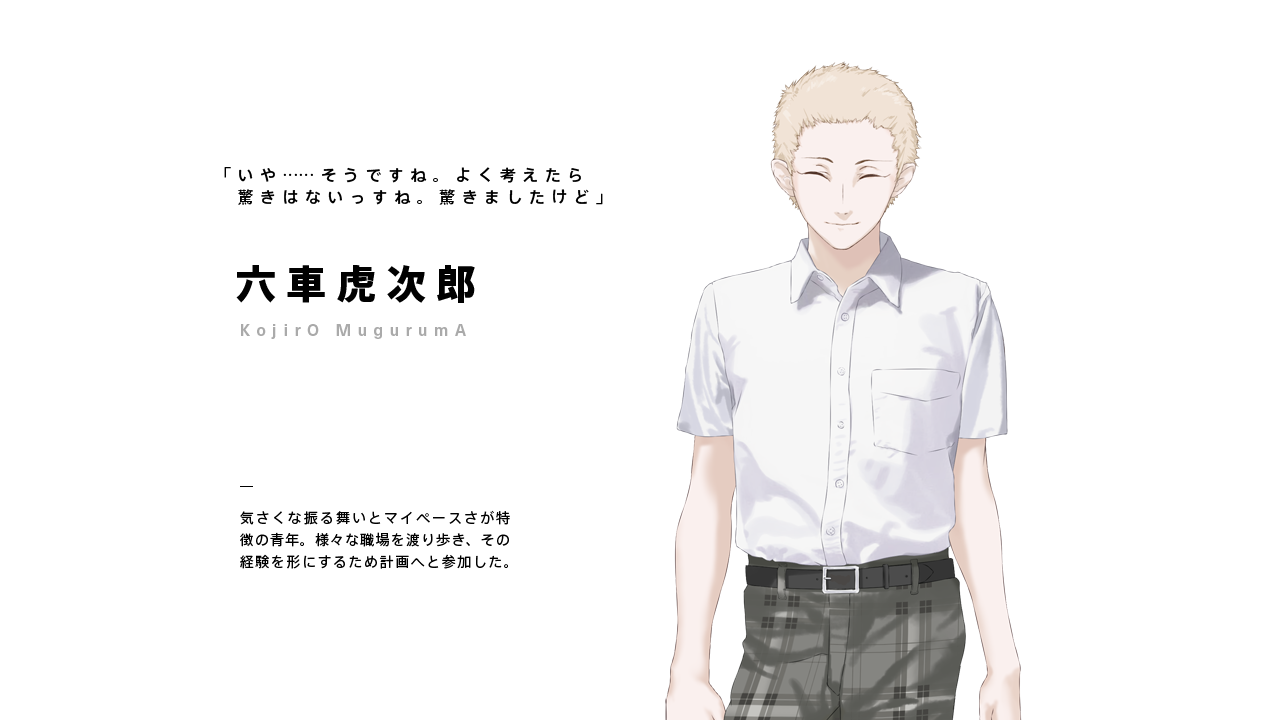 「いや……そうですね。よく考えたら
驚きはないっすね。驚きましたけど」
六車虎次郎
KojirO MugurumA
気さくな振る舞いとマイペースさが特
徴の青年。様々な職場を渡り歩き、その
経験を形にするため計画へと参加した。